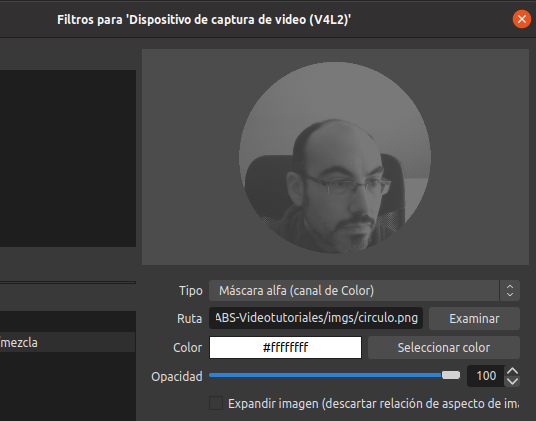 Filtros para 'Dispositivo de captura de video (V4L2)'
Tipo Máscara alfa (canal de Color)
Ruta ABS-Videotutoriales/imgs/circulo.png Examinar
mezcla
Color #ffffffff Seleccionar color
Opacidad 100
Expandir imagen (descartar relación de aspecto de ima